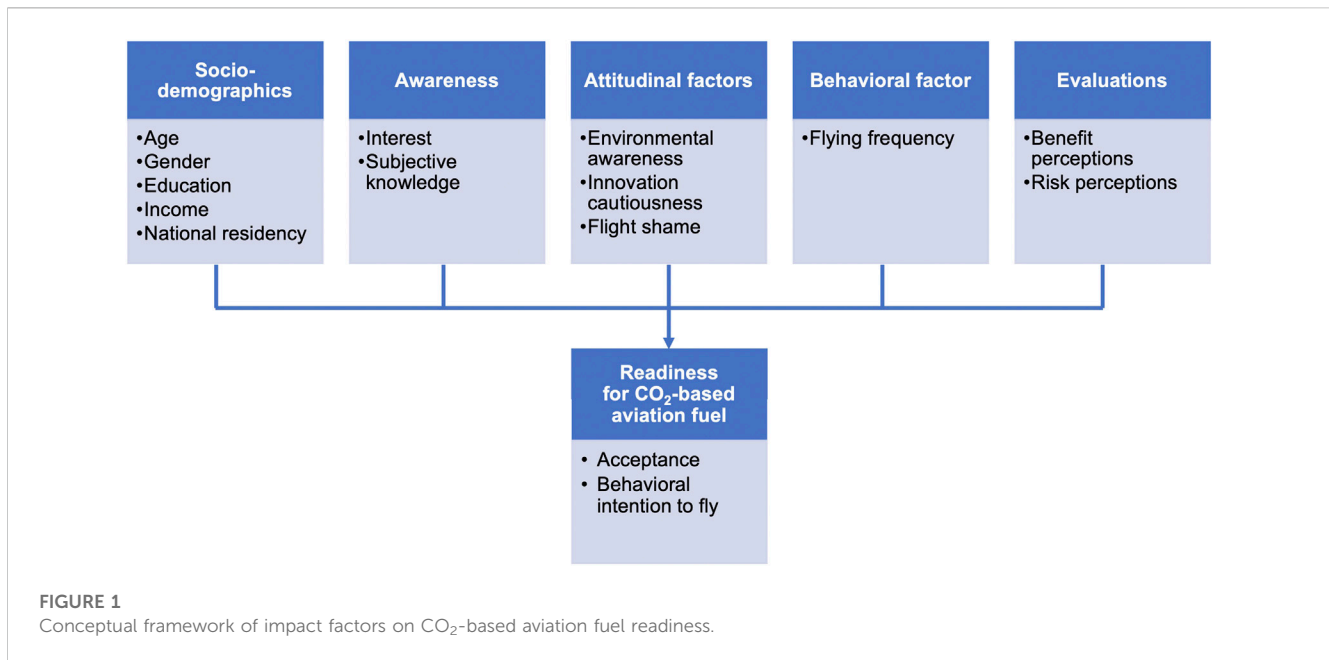 Socio-
demographics
•Age
•Gender
•Education
•Income
•National residency
Awareness
•Interest
•Subjective
knowledge
Attitudinal factors
•Environmental
awareness
•Innovation
cautiousness
•Flight shame
Behavioral factor
•Flying frequency
Evaluations
•Benefit
perceptions
•Risk perceptions
Readiness
for CO₂-based
aviation fuel
• Acceptance
• Behavioral
intention to fly
FIGURE 1
Conceptual framework of impact factors on CO₂-based aviation fuel readiness.